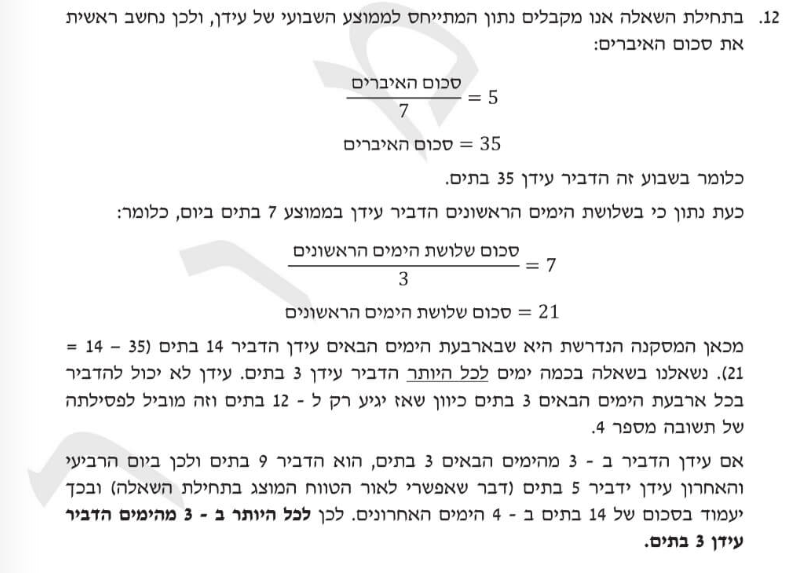 12. בתחילת השאלה אנו מקבלים נתון המתייחס לממוצע השבועי של עידן, ולכן נחשב ראשית
את סכום האיברים:
סכום האיברים
7
= 5
סכום האיברים = 35
כלומר בשבוע זה הדביר עידן 35 בתים.
כעת נתון כי בשלושת הימים הראשונים הדביר עידן בממוצע 7 בתים ביום, כלומר:
סכום שלושת הימים הראשונים
3
= 7
סכום שלושת הימים הראשונים = 21
מכאן המסקנה הנדרשת היא שבארבעת הימים הבאים עידן הדביר 14 בתים (35 – 14 =
21). נשאלנו בשאלה בכמה ימים לכל היותר הדביר עידן 3 בתים. עידן לא יכול להדביר
בכל ארבעת הימים הבאים 3 בתים כיוון שאז יגיע רק ל - 12 בתים וזה מוביל לפסילתה
של תשובה מספר 4.
אם עידן הדביר ב - 3 מהימים הבאים 3 בתים, הוא הדביר 9 בתים ולכן ביום הרביעי
והאחרון עידן ידביר 5 בתים (דבר שאפשרי לאור הטווח המוצג בתחילת השאלה) ובכך
יעמוד בסכום של 14 בתים ב - 4 הימים האחרונים. לכן לכל היותר ב - 3 מהימים הדביר
עידן 3 בתים.